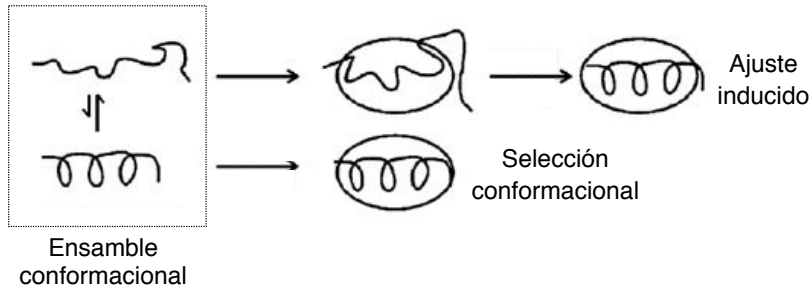 Ajuste
inducido
Selección
conformacional
Ensamble
conformacional